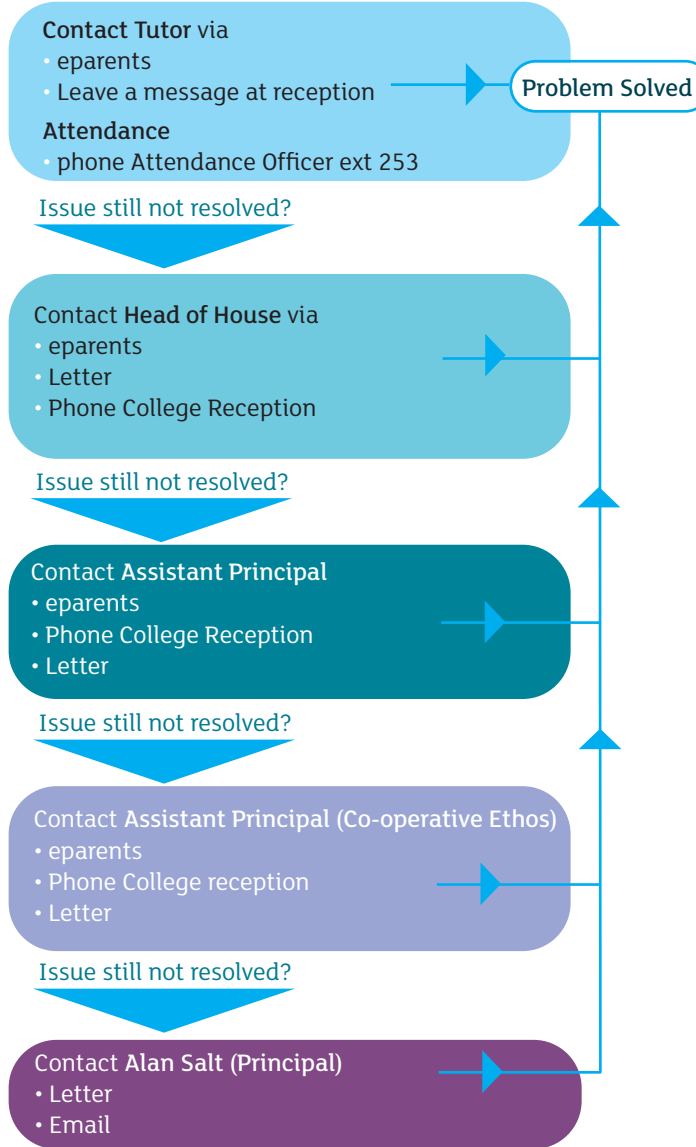 Contact Tutor via
• eparents
• Leave a message at reception
Problem Solved
Attendance
• phone Attendance Officer ext 253
Issue still not resolved?
Contact Head of House via
• eparents
• Letter
• Phone College Reception
Issue still not resolved?
Contact Assistant Principal
• eparents
• Phone College Reception
• Letter
Issue still not resolved?
Contact Assistant Principal (Co-operative Ethos)
• eparents
• Phone College reception
• Letter
Issue still not resolved?
Contact Alan Salt (Principal)
• Letter
• Email